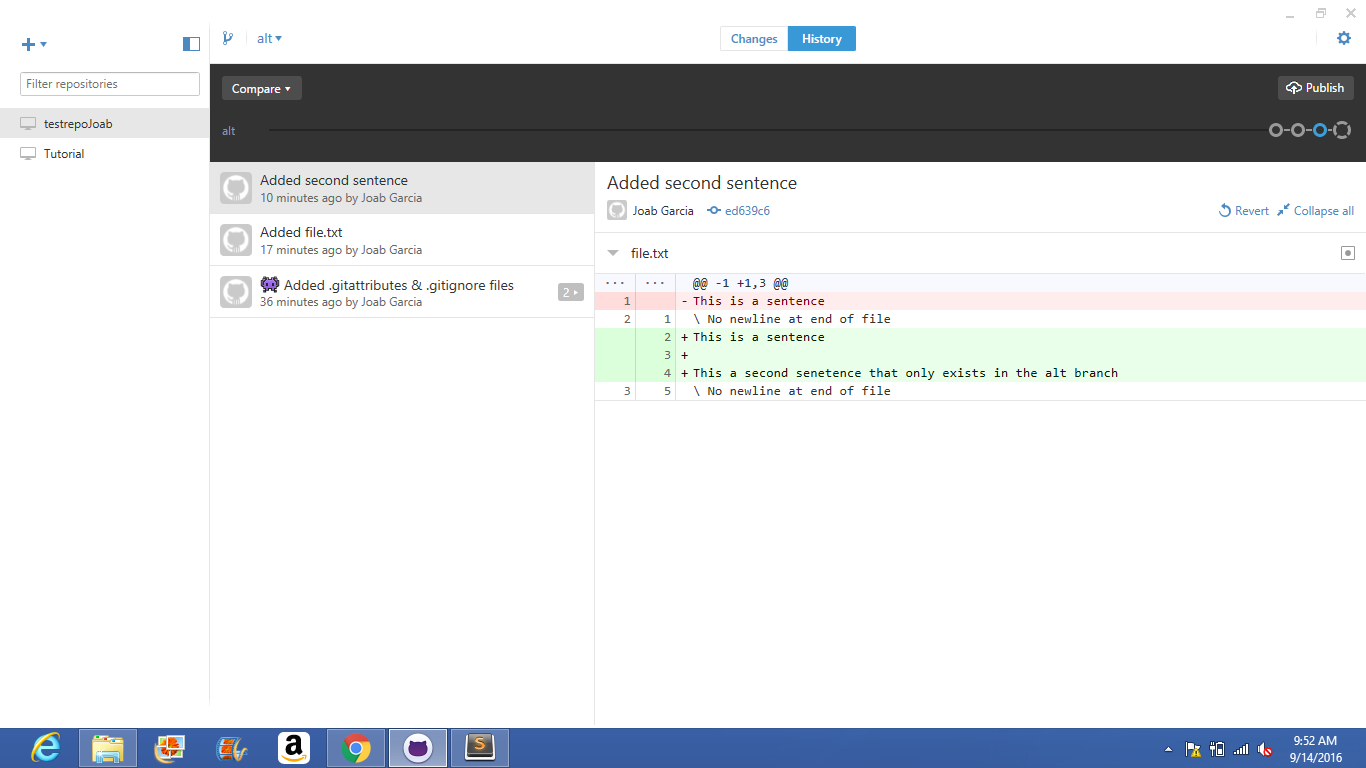 alt
Changes
History
Filter repositories
Compare
Publish
testrepoJoab
alt
Tutorial
Added second sentence
10 minutes ago by Joab Garcia
Added file.txt
17 minutes ago by Joab Garcia
Added .gitattributes & .gitignore files
36 minutes ago by Joab Garcia
2
Added second sentence
Joab Garcia ed639c6 Revert Collapse all
file.txt
... ... @@ -1 +1,3 @@
1 - This is a sentence
2 1 \ No newline at end of file
2 + This is a sentence
3 +
4 + This a second senetence that only exists in the alt branch
3 5 \ No newline at end of file
a
S
9:52 AM
9/14/2016